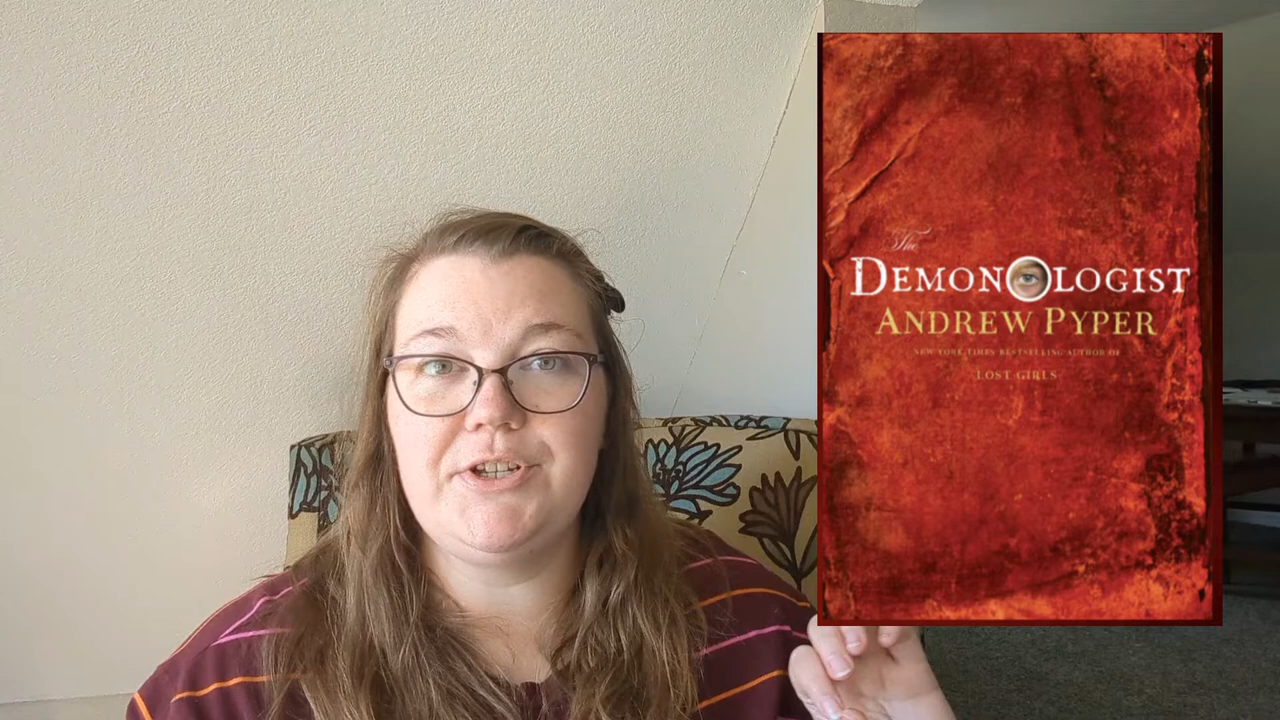 The
DEMONOLOGIST
ANDREW PYPER
NEW YORK TIMES BESTSELLING AUTHOR OF
LOST GIRLS